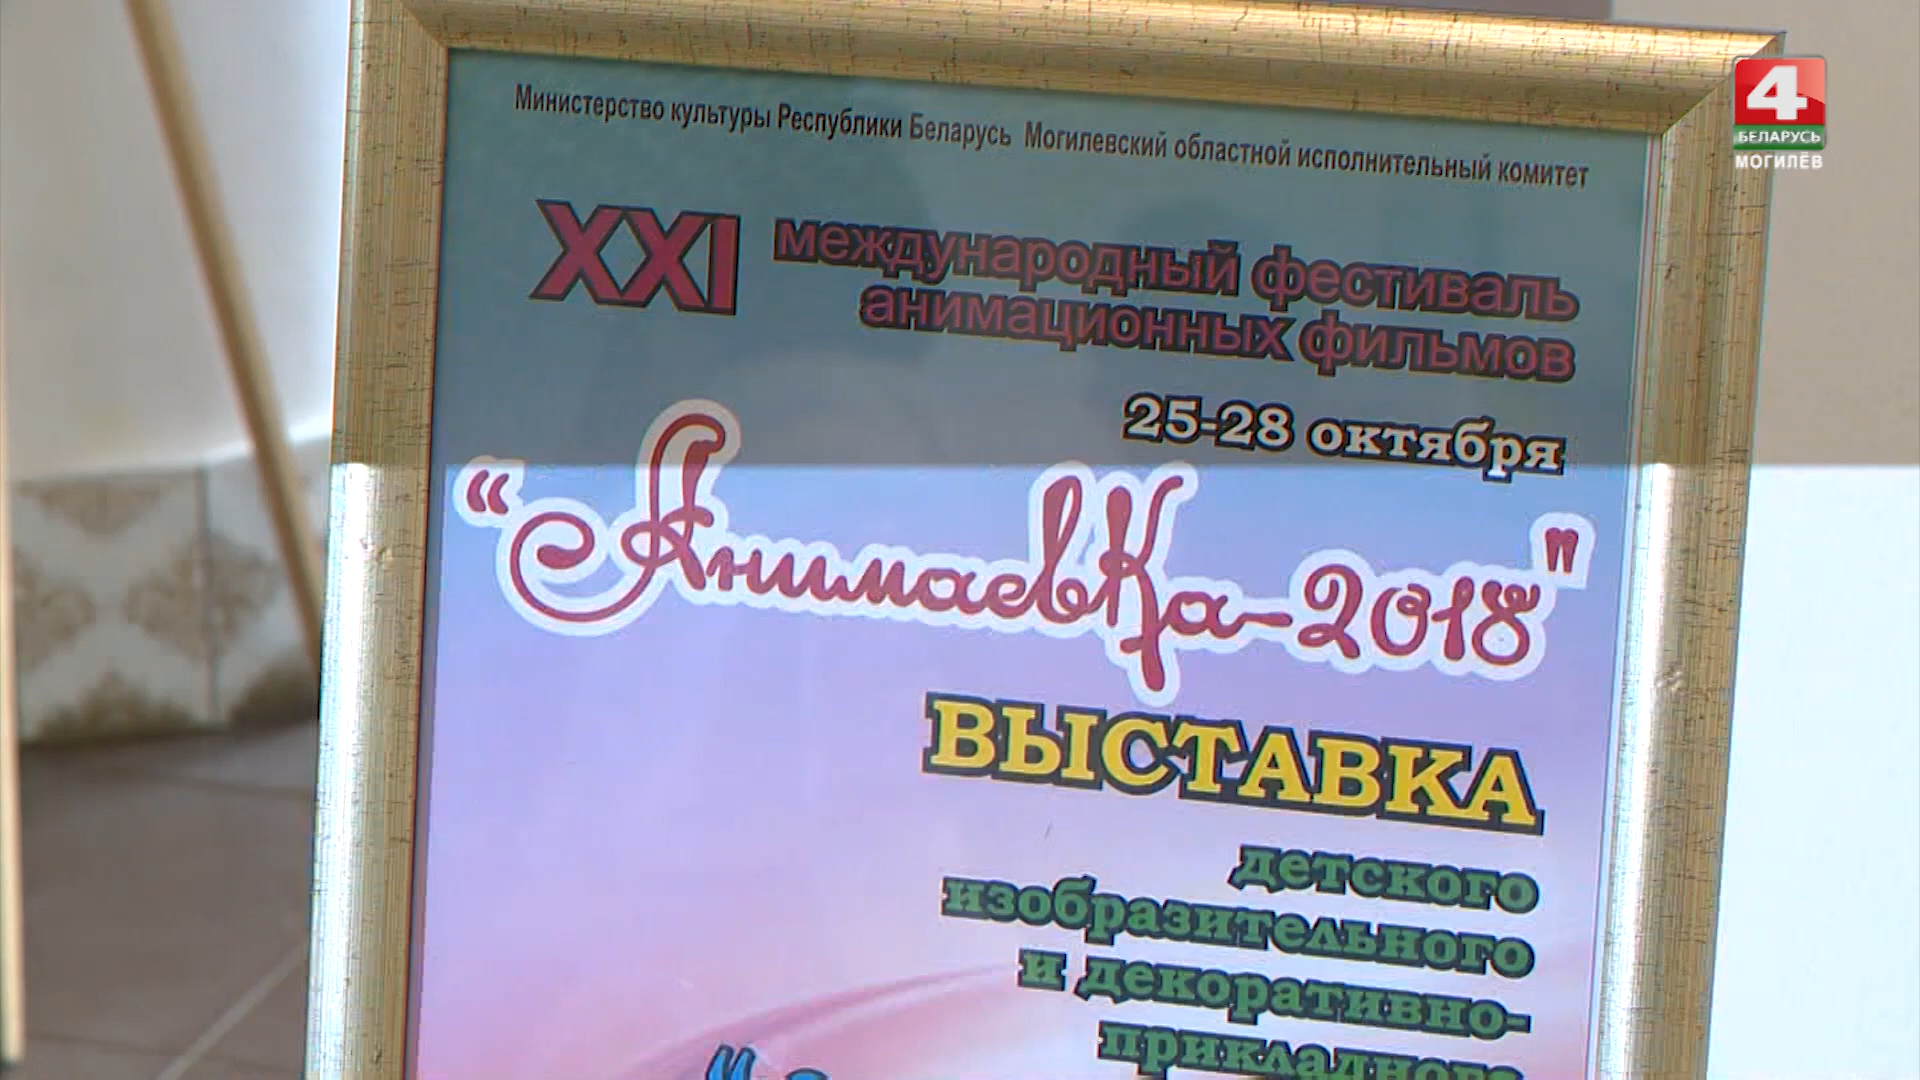 Министерство культуры Республики Беларусь Могилевский областной исполнительный комитет
XXI международный фестиваль
анимационных фильмов
25-28 октября
“Анимаевка-2018"
ВЫСТАВКА
детского
изобразительного
и декоративно-
прикладного
4
БЕЛАРУСЬ
МОГИЛЁВ